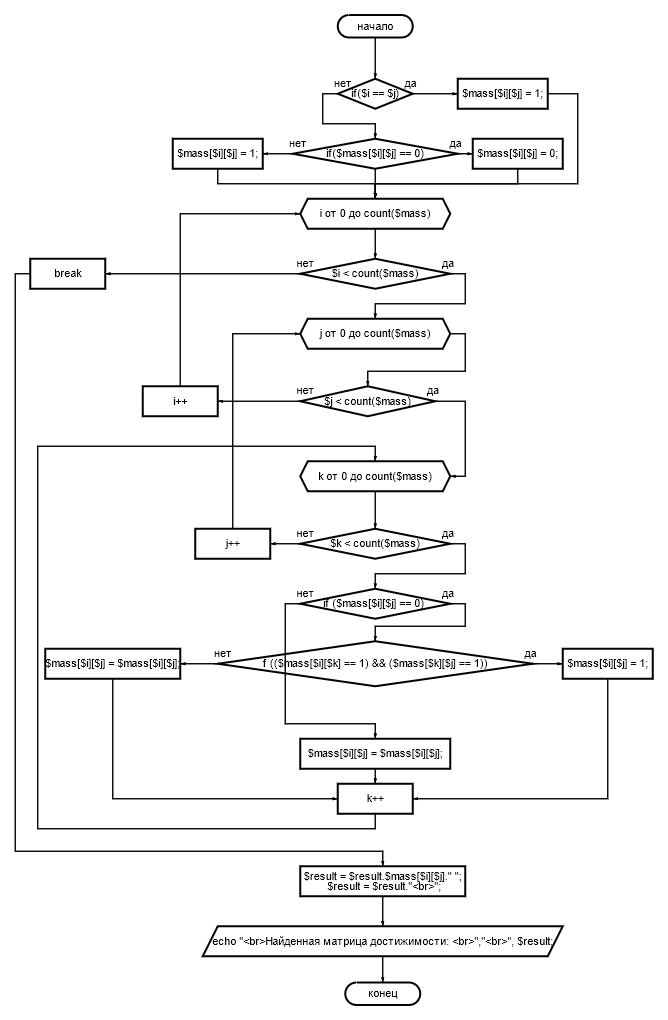 начало
нет
да
if($i == $j)
$mass[$i][$j] = 1;
нет
да
$mass[$i][$j] = 1;
if($mass[$i][$j] == 0)
$mass[$i][$j] = 0;
i от 0 до count($mass)
нет
да
break
$i < count($mass)
j от 0 до count($mass)
нет
да
i++
$j < count($mass)
k от 0 до count($mass)
нет
да
j++
$k < count($mass)
нет
да
if ($mass[$i][$j] == 0)
нет
да
$mass[$i][$j] = $mass[$i][$j];
f (($mass[$i][$k] == 1) && ($mass[$k][$j] == 1))
$mass[$i][$j] = 1;
$mass[$i][$j] = $mass[$i][$j];
k++
$result = $result.$mass[$i][$j]." ";
$result = $result."<br>";
echo "<br>Найденная матрица достижимости: <br>","<br>", $result;
конец